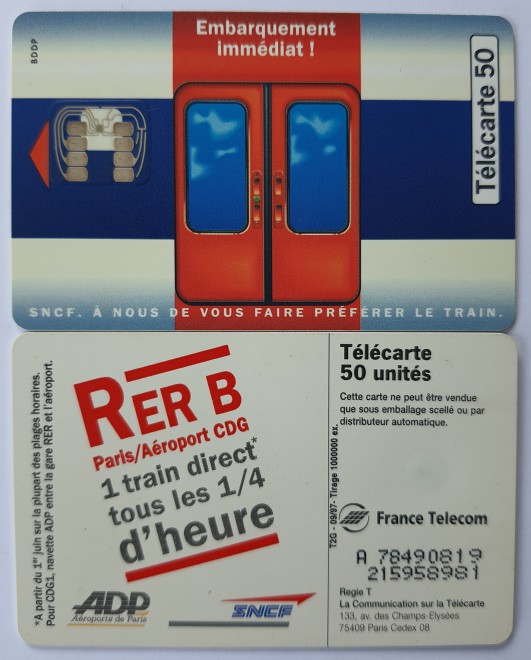 BDDP
Embarquement
immédiat !
Télécarte 50
SNCF. À NOUS DE VOUS FAIRE PRÉFÉRER LE TRAIN.
*A partir du 1er juin sur la plupart des plages horaires.
Pour CDG1, navette ADP entre la gare RER et l'aéroport.
RER B
Paris/Aéroport CDG
1 train direct*
tous les 1/4
d'heure
ADP
Aéroports de Paris
SNCF
T2G - 09/97- Tirage 1000000 ex.
Télécarte
50 unités
Cette carte ne peut être vendue
que sous emballage scellé ou par
distributeur automatique.
France Telecom
A 78490819
215958981
Regie T
La Communication sur la Télécarte
133, av. des Champs-Elysées
75409 Paris Cedex 08